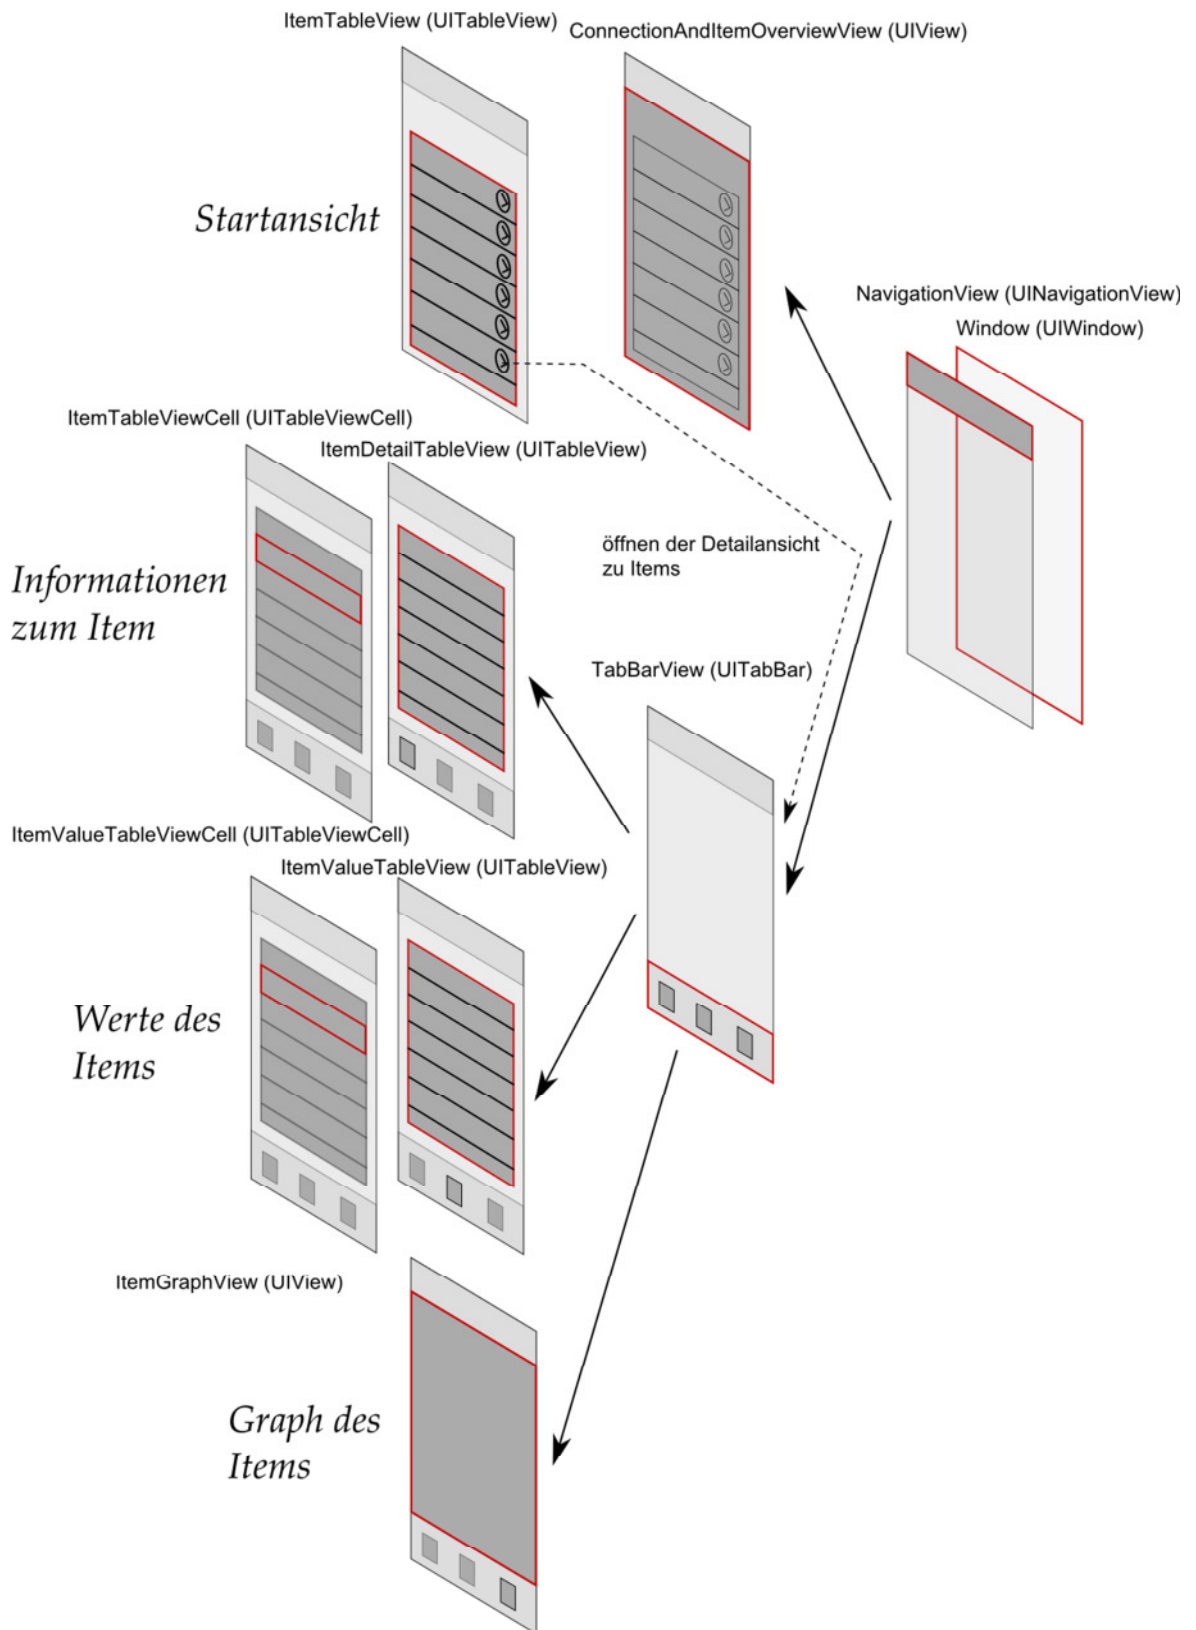 ItemTableView (UITableView)
ConnectionAndItemOverviewView (UIView)
Startansicht
NavigationView (UINavigationView)
Window (UIWindow)
ItemTableViewCell (UITableViewCell)
ItemDetailTableView (UITableView)
öffnen der Detailansicht
zu Items
Informationen
zum Item
TabBarView (UITabBar)
ItemValueTableViewCell (UITableViewCell)
ItemValueTableView (UITableView)
Werte des
Items
ItemGraphView (UIView)
Graph des
Items